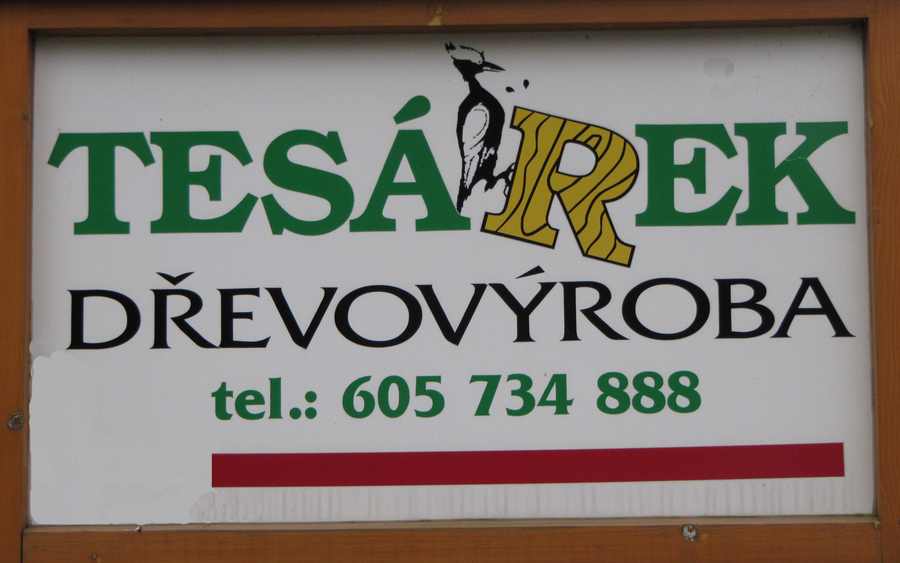 TESÁREK
DŘEVOVÝROBA
tel.: 605 734 888